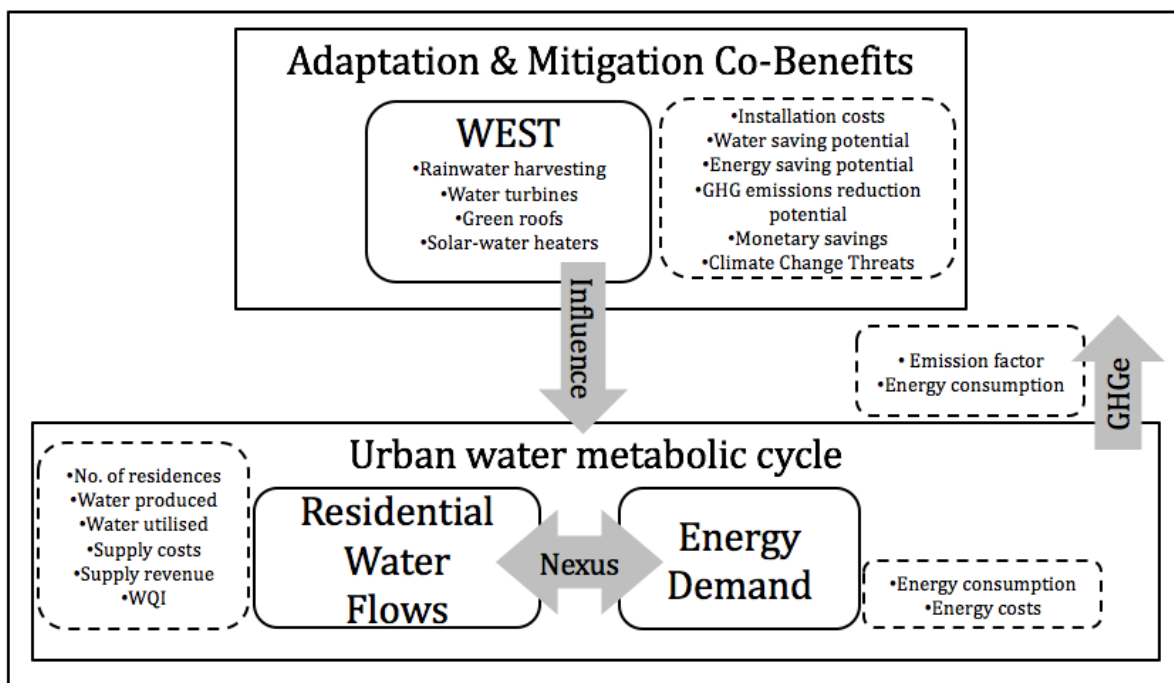 Adaptation & Mitigation Co-Benefits
WEST
•Rainwater harvesting
•Water turbines
•Green roofs
•Solar-water heaters
•Installation costs
•Water saving potential
•Energy saving potential
•GHG emissions reduction
potential
•Monetary savings
•Climate Change Threats
Influence
• Emission factor
•Energy consumption
GHGe
Urban water metabolic cycle
•No. of residences
•Water produced
•Water utilised
•Supply costs
•Supply revenue
•WQI
Residential
Water
Flows
Nexus
Energy
Demand
•Energy consumption
•Energy costs